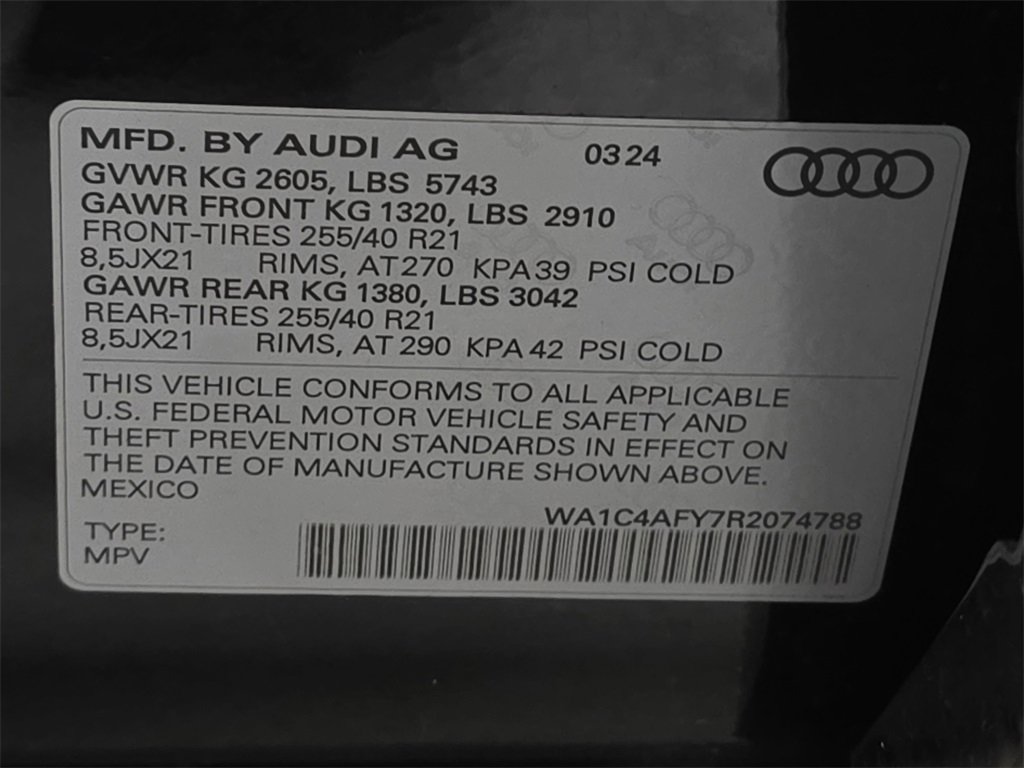 MFD. BY AUDI AG 03 24
GVWR KG 2605, LBS 5743
GAWR FRONT KG 1320, LBS 2910
FRONT-TIRES 255/40 R21
8,5JX21 RIMS, AT 270 KPA 39 PSI COLD
GAWR REAR KG 1380, LBS 3042
REAR-TIRES 255/40 R21
8,5JX21 RIMS, AT 290 KPA 42 PSI COLD
THIS VEHICLE CONFORMS TO ALL APPLICABLE
U.S. FEDERAL MOTOR VEHICLE SAFETY AND
THEFT PREVENTION STANDARDS IN EFFECT ON
THE DATE OF MANUFACTURE SHOWN ABOVE.
MEXICO
WA1C4AFY7R2074788
TYPE:
MPV